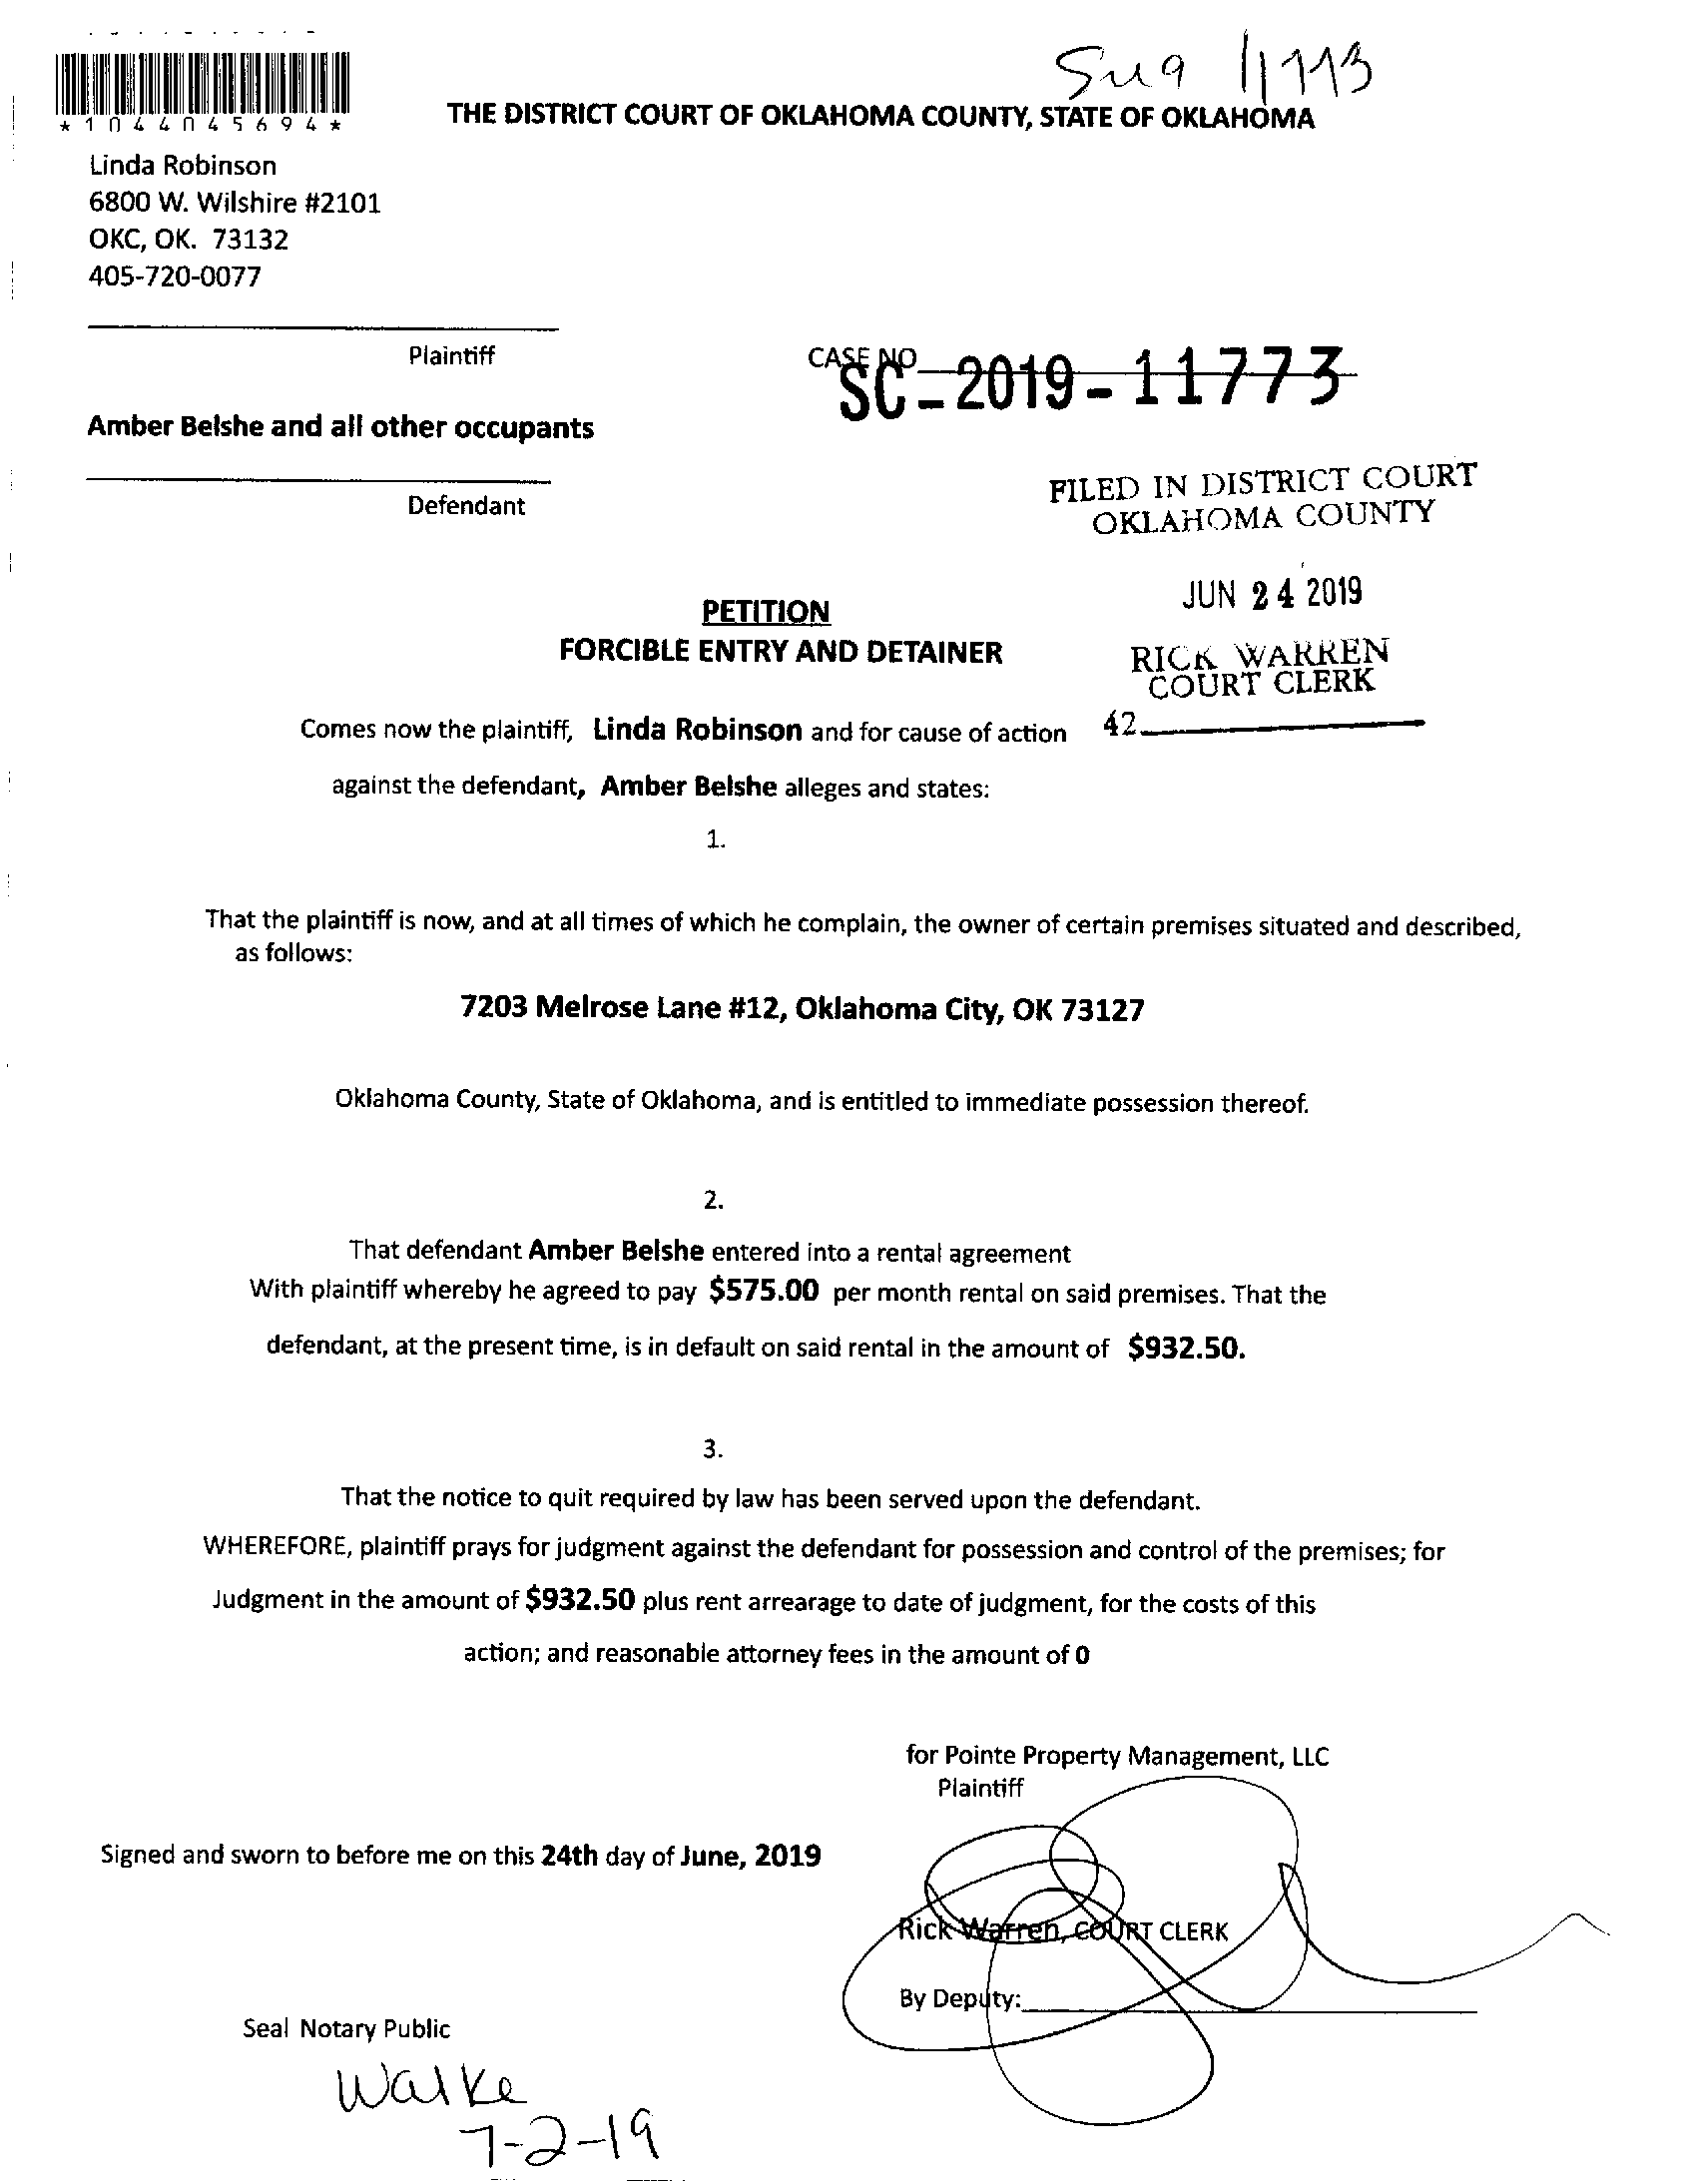 *1044045694*
THE DISTRICT COURT OF OKLAHOMA COUNTY, STATE OF OKLAHOMA
Linda Robinson
6800 W. Wilshire #2101
OKC, OK. 73132
405-720-0077
Plaintiff
CASE NO
SC-2019-11773
Amber Belshe and all other occupants
Defendant
FILED IN DISTRICT COURT
OKLAHOMA COUNTY
JUN 24 2019
RICK WARREN
COURT CLERK
42
PETITION
FORCIBLE ENTRY AND DETAINER
Comes now the plaintiff, Linda Robinson and for cause of action
against the defendant, Amber Belshe alleges and states:
1.
That the plaintiff is now, and at all times of which he complain, the owner of certain premises situated and described,
as follows:
7203 Melrose Lane #12, Oklahoma City, OK 73127
Oklahoma County, State of Oklahoma, and is entitled to immediate possession thereof.
2.
That defendant Amber Belshe entered into a rental agreement
With plaintiff whereby he agreed to pay $575.00 per month rental on said premises. That the
defendant, at the present time, is in default on said rental in the amount of $932.50.
3.
That the notice to quit required by law has been served upon the defendant.
WHEREFORE, plaintiff prays for judgment against the defendant for possession and control of the premises; for
Judgment in the amount of $932.50 plus rent arrearage to date of judgment, for the costs of this
action; and reasonable attorney fees in the amount of 0
for Pointe Property Management, LLC
Plaintiff
Signed and sworn to before me on this 24th day of June, 2019
Rick Warren, COURT CLERK
By Deputy:
Seal Notary Public
Walke
7-2-19